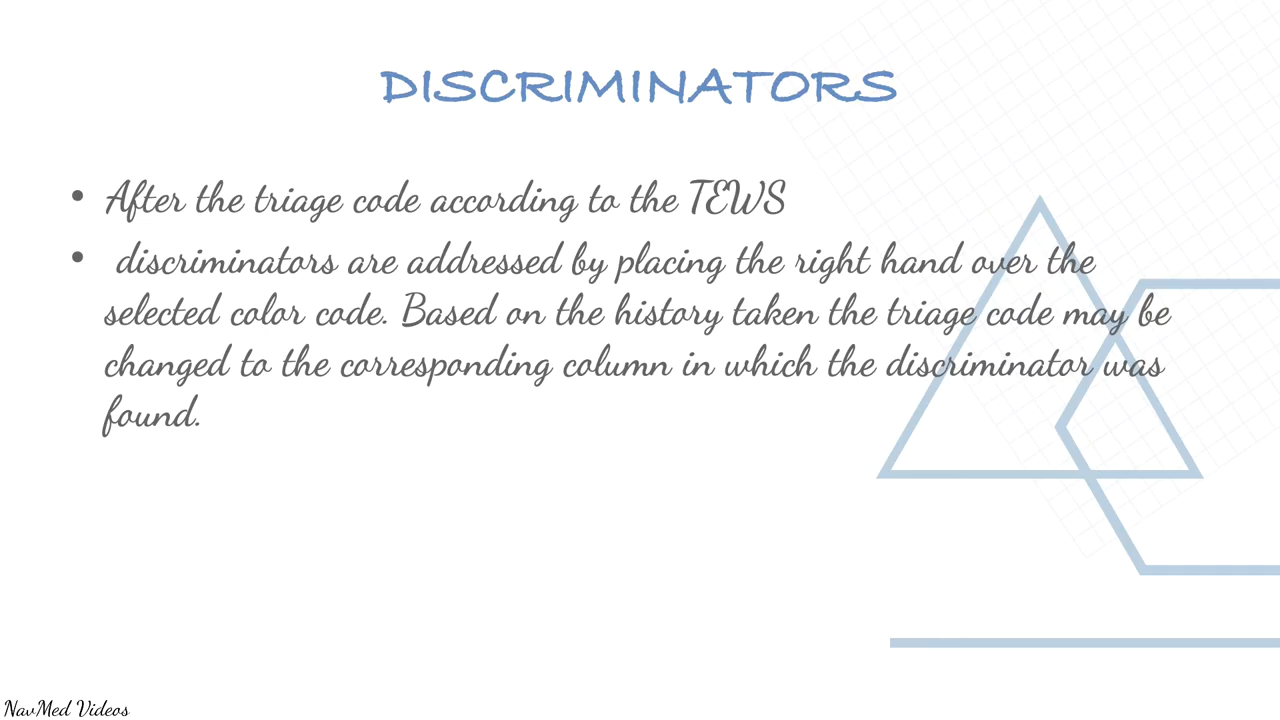 DISCRIMINATORS
• After the triage code according to the TEWS
• discriminators are addressed by placing the right hand over the
selected color code. Based on the history taken the triage code may be
changed to the corresponding column in which the discriminator was
found.
NavMed Videos